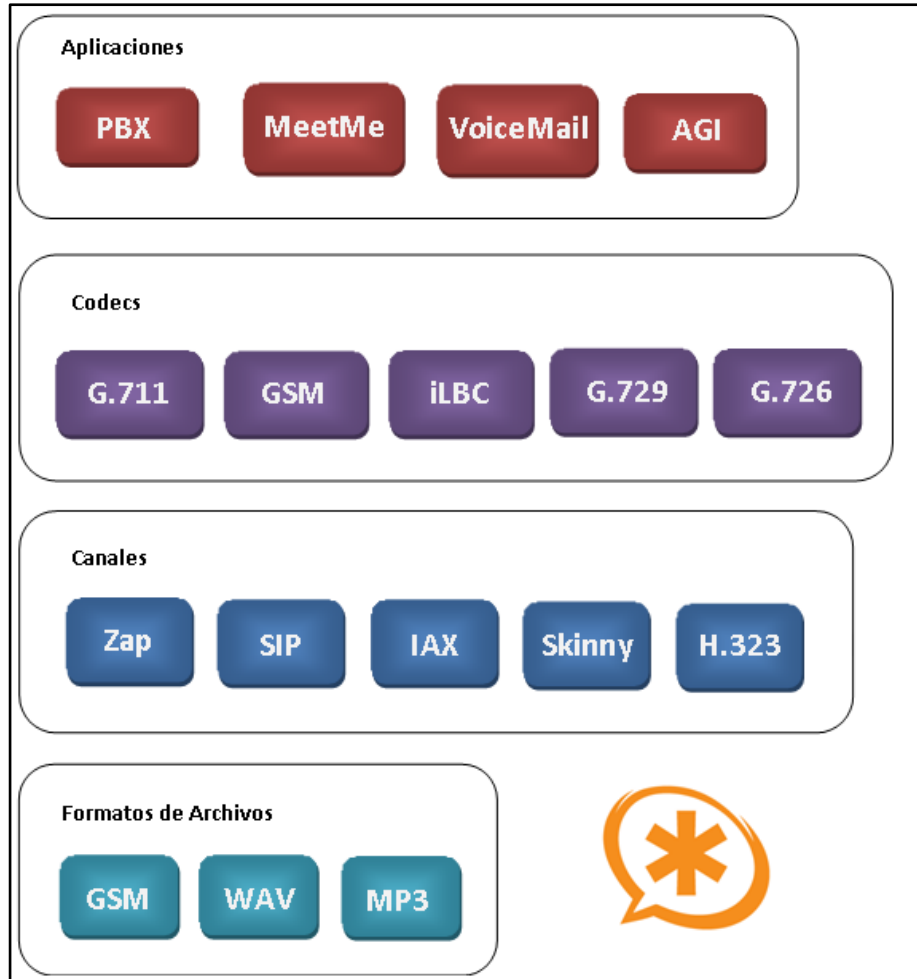 Aplicaciones
PBX MeetMe VoiceMail AGI
Codecs
G.711 GSM iLBC G.729 G.726
Canales
Zap SIP IAX Skinny H.323
Formatos de Archivos
GSM WAV MP3